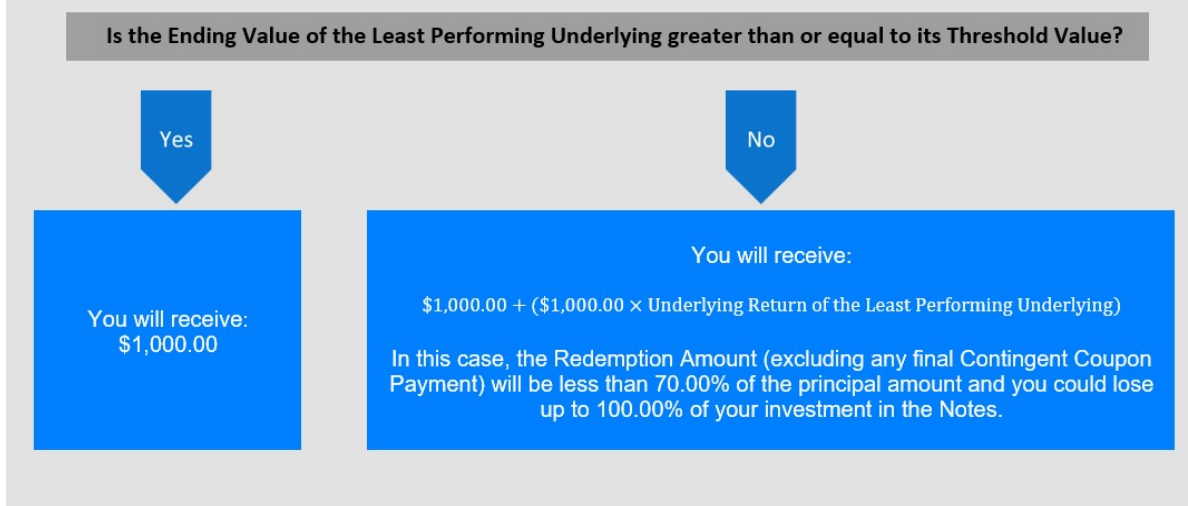 Is the Ending Value of the Least Performing Underlying greater than or equal to its Threshold Value?
Yes
No
You will receive:
$1,000.00
You will receive:
$1,000.00 + ($1,000.00 × Underlying Return of the Least Performing Underlying)
In this case, the Redemption Amount (excluding any final Contingent Coupon
Payment) will be less than 70.00% of the principal amount and you could lose
up to 100.00% of your investment in the Notes.